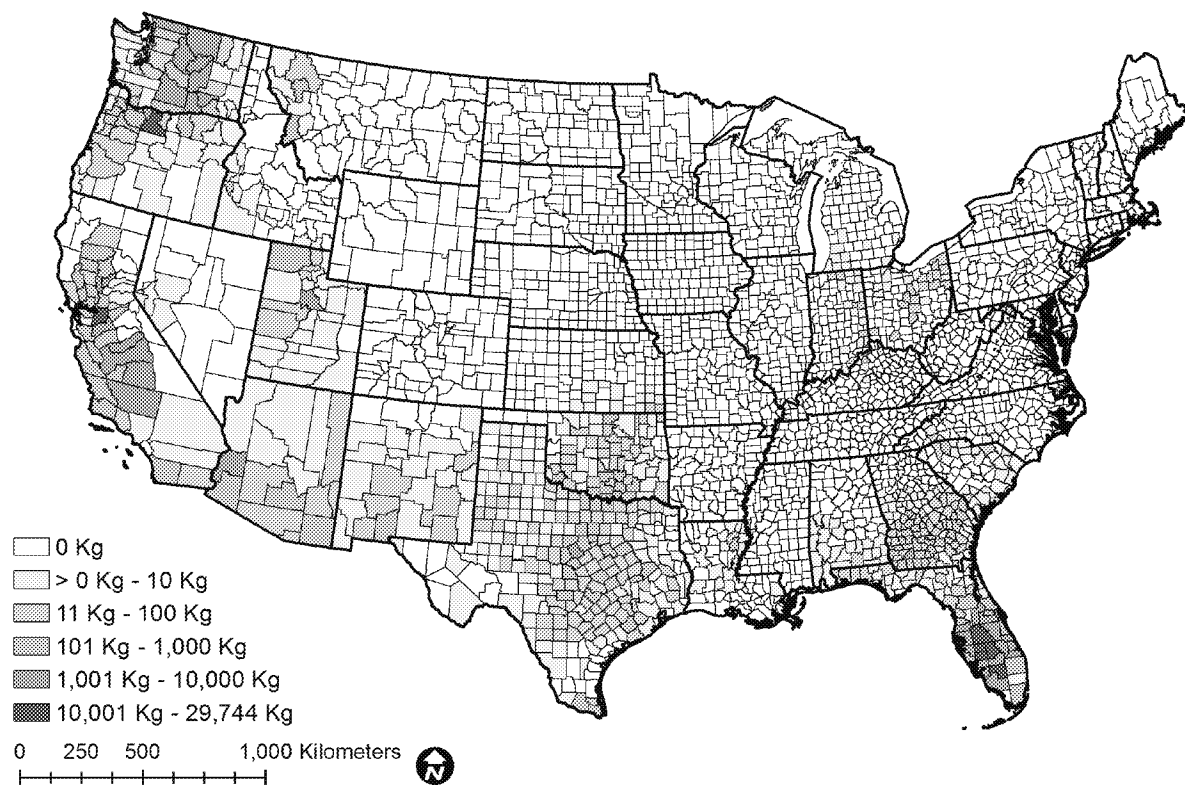 0 Kg
> 0 Kg - 10 Kg
11 Kg - 100 Kg
101 Kg - 1,000 Kg
1,001 Kg - 10,000 Kg
10,001 Kg - 29,744 Kg
0 250 500 1,000 Kilometers
N